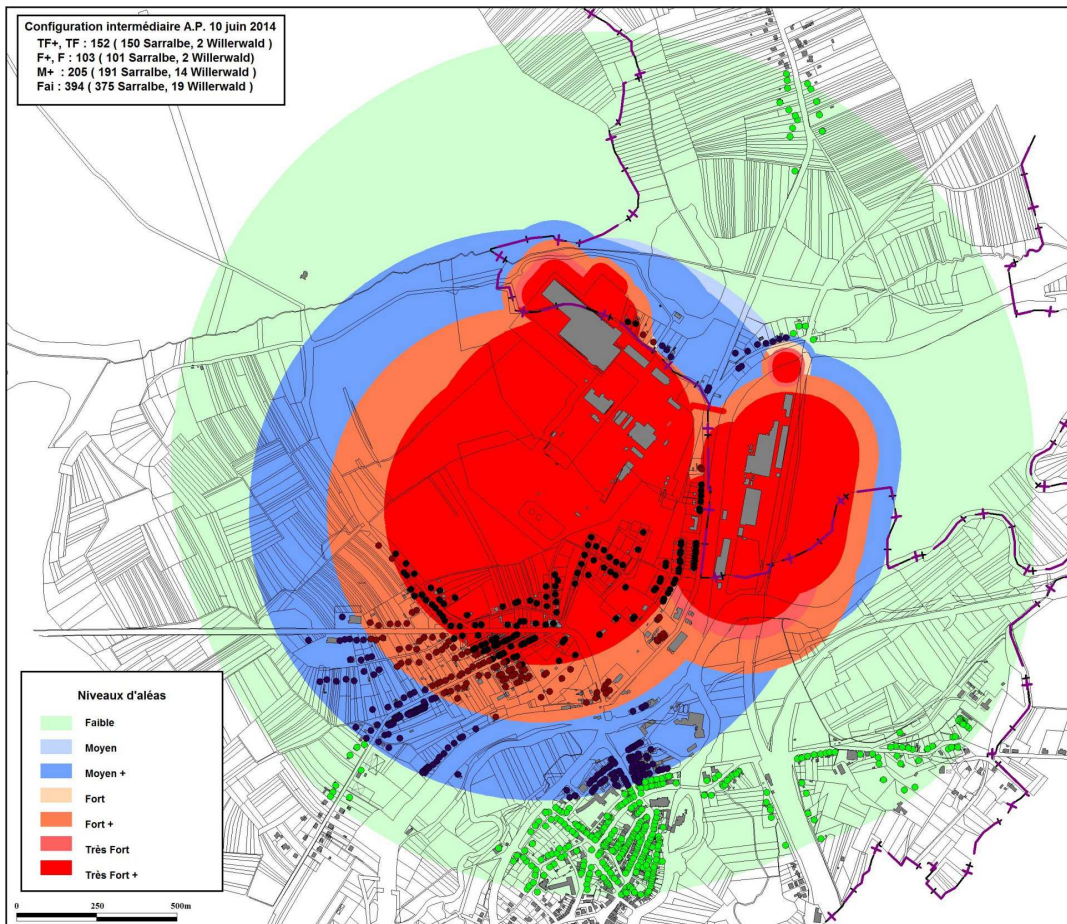 Configuration intermédiaire A.P. 10 juin 2014
TF+, TF : 152 ( 150 Sarralbe, 2 Willerwald )
F+, F : 103 ( 101 Sarralbe, 2 Willerwald)
M+ : 205 ( 191 Sarralbe, 14 Willerwald )
Fai : 394 ( 375 Sarralbe, 19 Willerwald )
Niveaux d'aléas
Faible
Moyen
Moyen +
Fort
Fort +
Très Fort
Très Fort +
0 250 500m